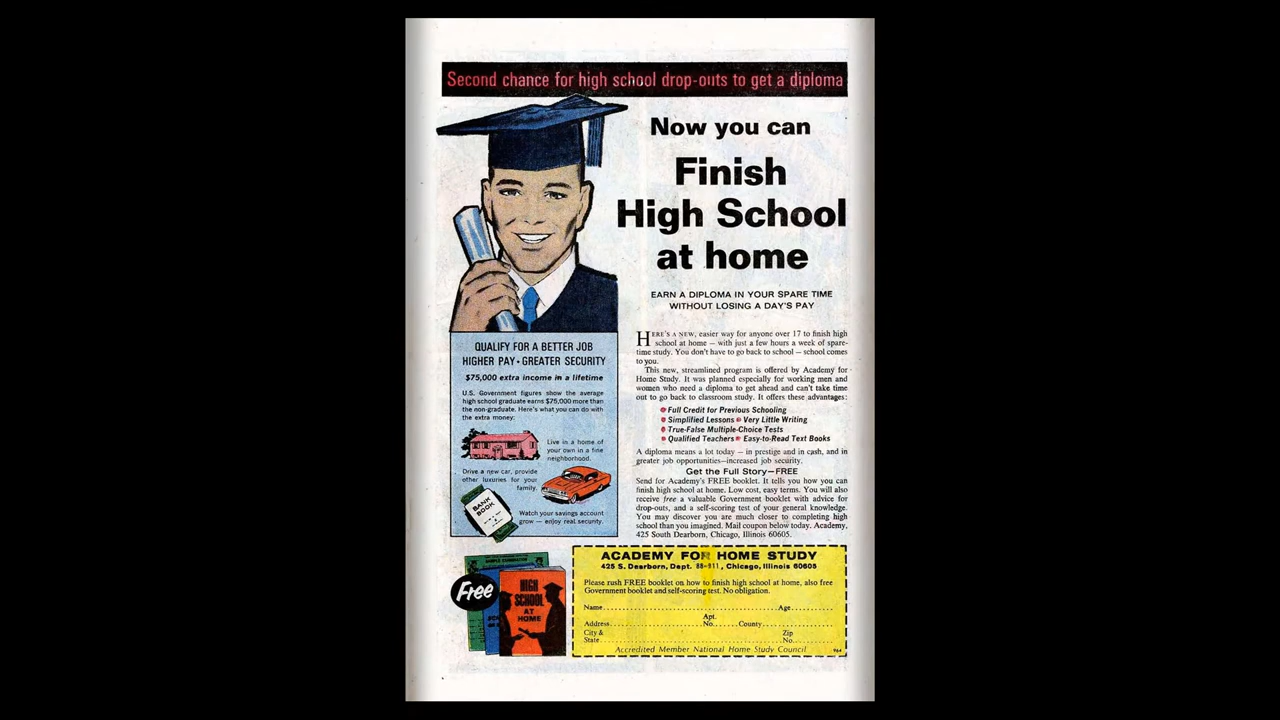 Second chance for high school drop-outs to get a diploma
Now you can
Finish
High School
at home
EARN A DIPLOMA IN YOUR SPARE TIME
WITHOUT LOSING A DAY'S PAY
HERE'S A NEW, easier way for anyone over 17 to finish high
school at home — with just a few hours a week of spare-
time study. You don't have to go back to school — school comes
to you.
This new, streamlined program is offered by Academy for
Home Study. It was planned especially for working men and
women who need a diploma to get ahead and can't take time
out to go back to classroom study. It offers these advantages:
Full Credit for Previous Schooling
Simplified Lessons • Very Little Writing
True-False Multiple-Choice Tests
Qualified Teachers • Easy-to-Read Text Books
A diploma means a lot today — in prestige and in cash, and in
greater job opportunities—increased job security.
Get the Full Story—FREE
Send for Academy's FREE booklet. It tells you how you can
finish high school at home. Low cost, easy terms. You will also
receive free a valuable Government booklet with advice for
drop-outs, and a self-scoring test of your general knowledge.
You may discover you are much closer to completing high
school than you imagined. Mail coupon below today. Academy,
425 South Dearborn, Chicago, Illinois 60605.
QUALIFY FOR A BETTER JOB
HIGHER PAY • GREATER SECURITY
$75,000 extra income in a lifetime
U.S. Government figures show the average
high school graduate earns $75,000 more than
the non-graduate. Here's what you can do with
the extra money:
Live in a home of
your own in a fine
neighborhood.
Drive a new car, provide
other luxuries for your
family.
BANK
BOOK
Watch your savings account
grow — enjoy real security.
Free
HIGH
SCHOOL
AT
HOME
ACADEMY FOR HOME STUDY
425 S. Dearborn, Dept. 88-911, Chicago, Illinois 60605
Please rush FREE booklet on how to finish high school at home, also free
Government booklet and self-scoring test. No obligation.
Name Age
Apt.
Address No. County
City & Zip
State No.
Accredited Member National Home Study Council 964